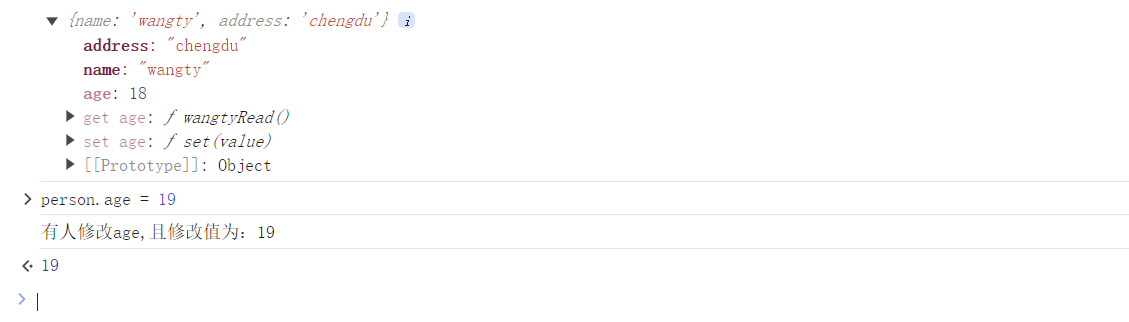 ▼ {name: 'wangty', address: 'chengdu'} i
address: "chengdu"
name: "wangty"
age: 18
▶ get age: ƒ wangtyRead()
▶ set age: ƒ set(value)
▶ [[Prototype]]: Object
> person.age = 19
有人修改age,且修改值为：19
19
>